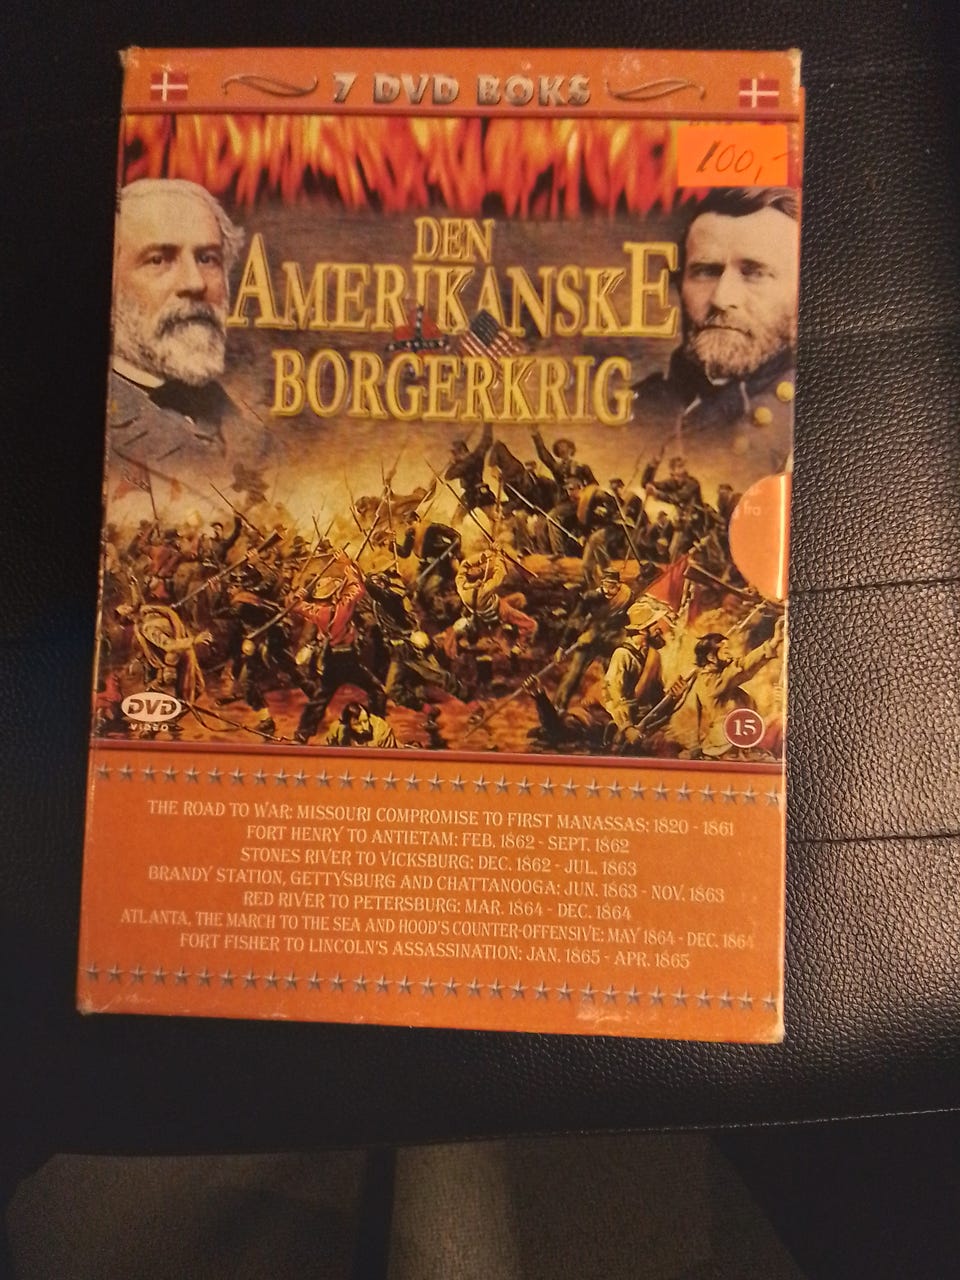 7 DVD BOKS
100,-
DEN
AMERIKANSKE
BORGERKRIG
fra
DVD
VIDEO
15
THE ROAD TO WAR: MISSOURI COMPROMISE TO FIRST MANASSAS: 1820 - 1861
FORT HENRY TO ANTIETAM: FEB. 1862 - SEPT. 1862
STONES RIVER TO VICKSBURG: DEC. 1862 - JUL. 1863
BRANDY STATION, GETTYSBURG AND CHATTANOOGA: JUN. 1863 - NOV. 1863
RED RIVER TO PETERSBURG: MAR. 1864 - DEC. 1864
ATLANTA, THE MARCH TO THE SEA AND HOOD'S COUNTER-OFFENSIVE: MAY 1864 - DEC. 1864
FORT FISHER TO LINCOLN'S ASSASSINATION: JAN. 1865 - APR. 1865